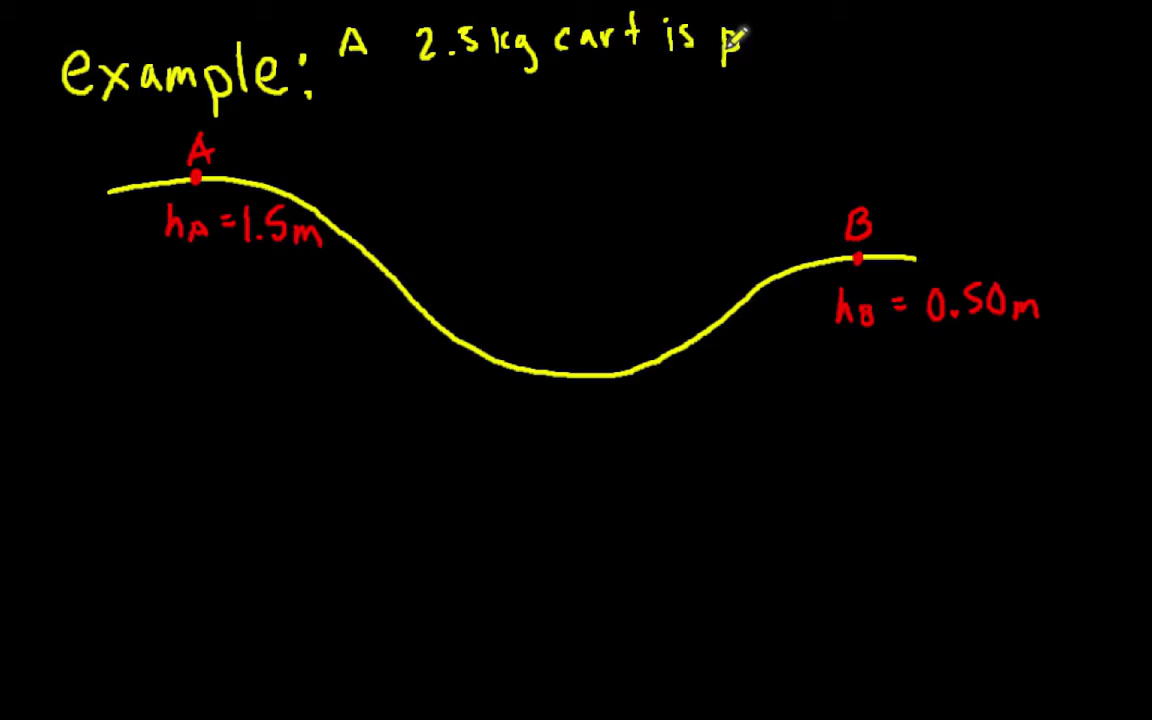 example: A 2.5kg cart is p
A
hA = 1.5m
B
hB = 0.50m